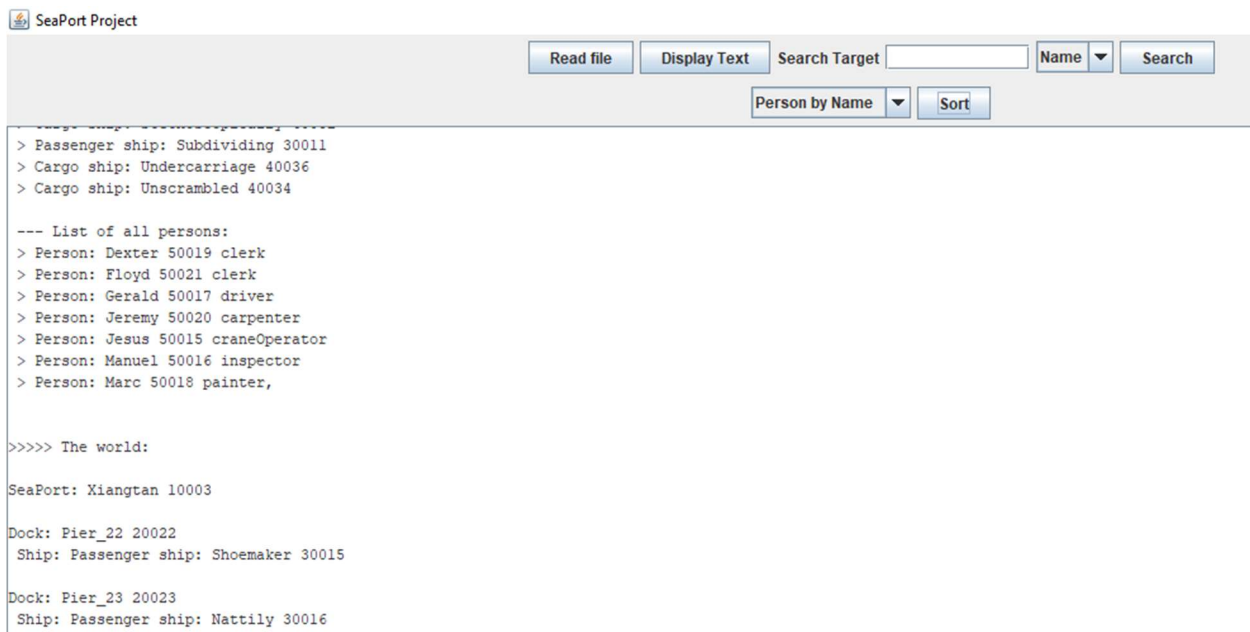 SeaPort Project
Read file Display Text Search Target Name Search
Person by Name Sort
> Passenger ship: Subdividing 30011
> Cargo ship: Undercarriage 40036
> Cargo ship: Unscrambled 40034
--- List of all persons:
> Person: Dexter 50019 clerk
> Person: Floyd 50021 clerk
> Person: Gerald 50017 driver
> Person: Jeremy 50020 carpenter
> Person: Jesus 50015 craneOperator
> Person: Manuel 50016 inspector
> Person: Marc 50018 painter,
>>>>> The world:
SeaPort: Xiangtan 10003
Dock: Pier_22 20022
Ship: Passenger ship: Shoemaker 30015
Dock: Pier_23 20023
Ship: Passenger ship: Nattily 30016